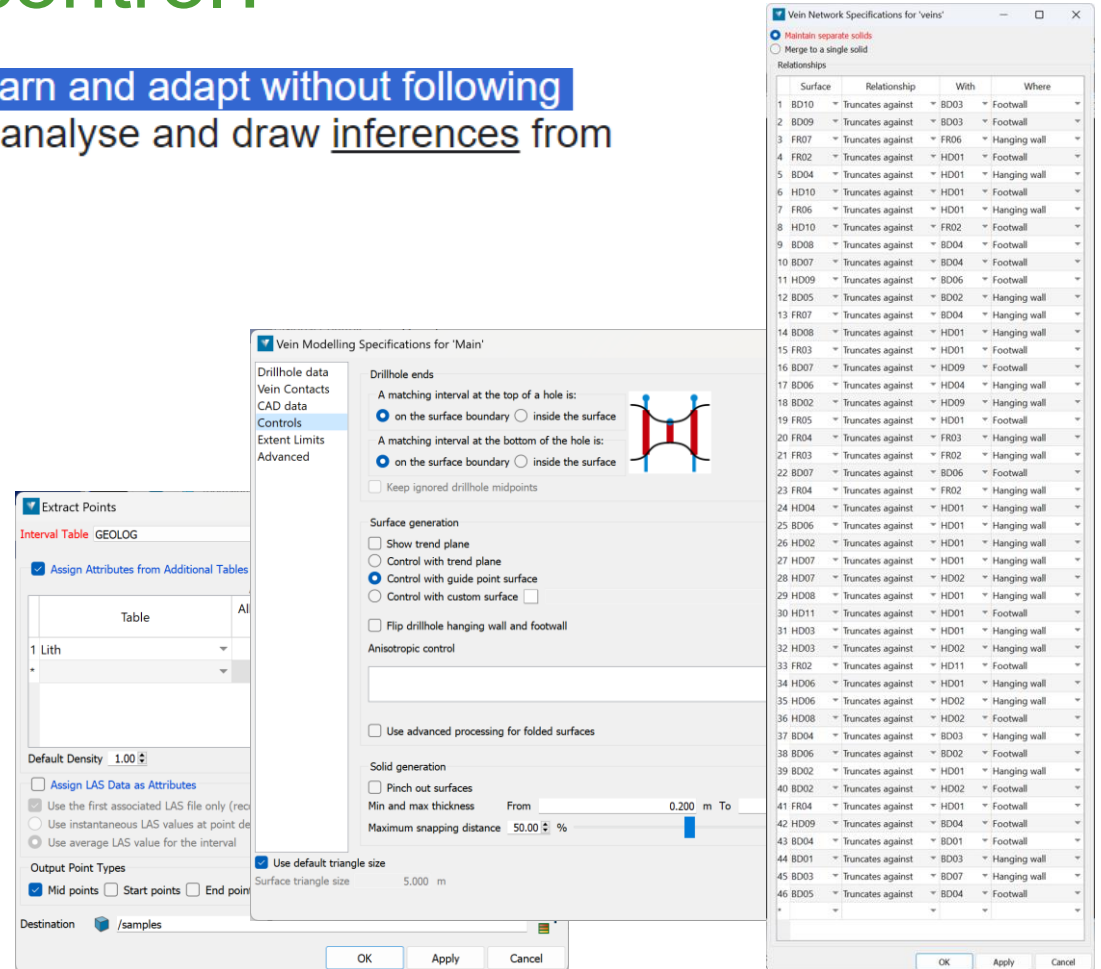 control?
arn and adapt without following
analyse and draw inferences from
Vein Network Specifications for 'veins'
Maintain separate solids
Merge to a single solid
Relationships
Surface Relationship With Where
1 BD10 Truncates against BD03 Footwall
2 BD09 Truncates against BD03 Footwall
3 FR07 Truncates against FR06 Hanging wall
4 FR02 Truncates against HD01 Footwall
5 BD04 Truncates against HD01 Hanging wall
6 HD10 Truncates against HD01 Footwall
7 FR06 Truncates against HD01 Hanging wall
8 HD10 Truncates against FR02 Footwall
9 BD08 Truncates against BD04 Footwall
10 BD07 Truncates against BD04 Footwall
11 HD09 Truncates against BD06 Footwall
12 BD05 Truncates against BD02 Hanging wall
13 FR07 Truncates against BD04 Hanging wall
14 BD08 Truncates against HD01 Hanging wall
15 FR03 Truncates against HD01 Footwall
16 BD07 Truncates against HD09 Footwall
17 BD06 Truncates against HD04 Hanging wall
18 BD02 Truncates against HD09 Hanging wall
19 FR05 Truncates against HD01 Footwall
20 FR04 Truncates against FR03 Hanging wall
21 FR03 Truncates against FR02 Hanging wall
22 BD07 Truncates against BD06 Footwall
23 FR04 Truncates against FR02 Hanging wall
24 HD04 Truncates against HD01 Hanging wall
25 BD06 Truncates against HD01 Hanging wall
26 HD02 Truncates against HD01 Hanging wall
27 HD07 Truncates against HD01 Hanging wall
28 HD07 Truncates against HD02 Hanging wall
29 HD08 Truncates against HD01 Hanging wall
30 HD11 Truncates against HD01 Footwall
31 HD03 Truncates against HD01 Hanging wall
32 HD03 Truncates against HD02 Hanging wall
33 FR02 Truncates against HD11 Footwall
34 HD06 Truncates against HD01 Hanging wall
35 HD06 Truncates against HD02 Hanging wall
36 HD08 Truncates against HD02 Footwall
37 BD04 Truncates against BD03 Hanging wall
38 BD06 Truncates against BD02 Footwall
39 BD02 Truncates against HD01 Hanging wall
40 BD02 Truncates against HD02 Footwall
41 FR04 Truncates against HD01 Footwall
42 HD09 Truncates against BD04 Footwall
43 BD04 Truncates against BD01 Footwall
44 BD01 Truncates against BD03 Hanging wall
45 BD03 Truncates against BD07 Hanging wall
46 BD05 Truncates against BD04 Footwall
*
OK Apply Cancel
Vein Modelling Specifications for 'Main'
Drillhole data
Vein Contacts
CAD data
Controls
Extent Limits
Advanced
Drillhole ends
A matching interval at the top of a hole is:
on the surface boundary inside the surface
A matching interval at the bottom of the hole is:
on the surface boundary inside the surface
Keep ignored drillhole midpoints
Surface generation
Show trend plane
Control with trend plane
Control with guide point surface
Control with custom surface
Flip drillhole hanging wall and footwall
Anisotropic control
Use advanced processing for folded surfaces
Solid generation
Pinch out surfaces
Min and max thickness From 0.200 m To
Maximum snapping distance 50.00 %
Use default triangle size
Surface triangle size 5.000 m
Extract Points
Interval Table GEOLOG
Assign Attributes from Additional Tables
Table Al
1 Lith
*
Default Density 1.00
Assign LAS Data as Attributes
Use the first associated LAS file only (reco
Use instantaneous LAS values at point de
Use average LAS value for the interval
Output Point Types
Mid points Start points End point
Destination /samples
OK Apply Cancel